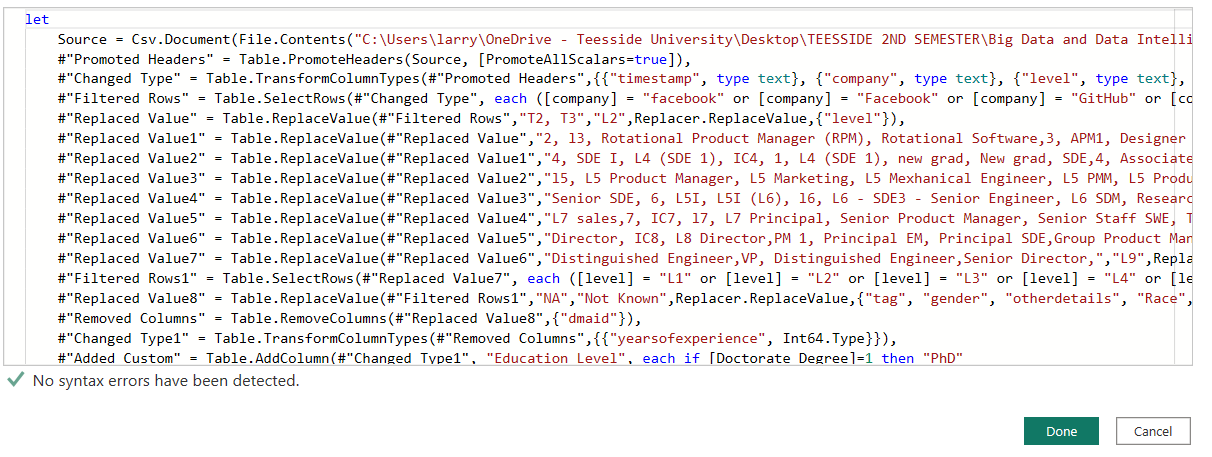 let
Source = Csv.Document(File.Contents("C:\Users\larry\OneDrive - Teesside University\Desktop\TEESSIDE 2ND SEMESTER\Big Data and Data Intelli
#"Promoted Headers" = Table.PromoteHeaders(Source, [PromoteAllScalars=true]),
#"Changed Type" = Table.TransformColumnTypes(#"Promoted Headers",{{"timestamp", type text}, {"company", type text}, {"level", type text},
#"Filtered Rows" = Table.SelectRows(#"Changed Type", each ([company] = "facebook" or [company] = "Facebook" or [company] = "GitHub" or [co
#"Replaced Value" = Table.ReplaceValue(#"Filtered Rows","T2, T3","L2",Replacer.ReplaceValue,{"level"}),
#"Replaced Value1" = Table.ReplaceValue(#"Replaced Value","2, l3, Rotational Product Manager (RPM), Rotational Software,3, APM1, Designer
#"Replaced Value2" = Table.ReplaceValue(#"Replaced Value1","4, SDE I, L4 (SDE 1), IC4, 1, L4 (SDE 1), new grad, New grad, SDE,4, Associate
#"Replaced Value3" = Table.ReplaceValue(#"Replaced Value2","l5, L5 Product Manager, L5 Marketing, L5 Mexhanical Engineer, L5 PMM, L5 Produ
#"Replaced Value4" = Table.ReplaceValue(#"Replaced Value3","Senior SDE, 6, L5I, L5I (L6), l6, L6 - SDE3 - Senior Engineer, L6 SDM, Researc
#"Replaced Value5" = Table.ReplaceValue(#"Replaced Value4","L7 sales,7, IC7, l7, L7 Principal, Senior Product Manager, Senior Staff SWE, T
#"Replaced Value6" = Table.ReplaceValue(#"Replaced Value5","Director, IC8, L8 Director,PM 1, Principal EM, Principal SDE,Group Product Man
#"Replaced Value7" = Table.ReplaceValue(#"Replaced Value6","Distinguished Engineer,VP, Distinguished Engineer,Senior Director,","L9",Repla
#"Filtered Rows1" = Table.SelectRows(#"Replaced Value7", each ([level] = "L1" or [level] = "L2" or [level] = "L3" or [level] = "L4" or [le
#"Replaced Value8" = Table.ReplaceValue(#"Filtered Rows1","NA","Not Known",Replacer.ReplaceValue,{"tag", "gender", "otherdetails", "Race",
#"Removed Columns" = Table.RemoveColumns(#"Replaced Value8",{"dmaid"}),
#"Changed Type1" = Table.TransformColumnTypes(#"Removed Columns",{{"yearsofexperience", Int64.Type}}),
#"Added Custom" = Table.AddColumn(#"Changed Type1", "Education Level", each if [Doctorate Degree]=1 then "PhD"
No syntax errors have been detected.
Done
Cancel